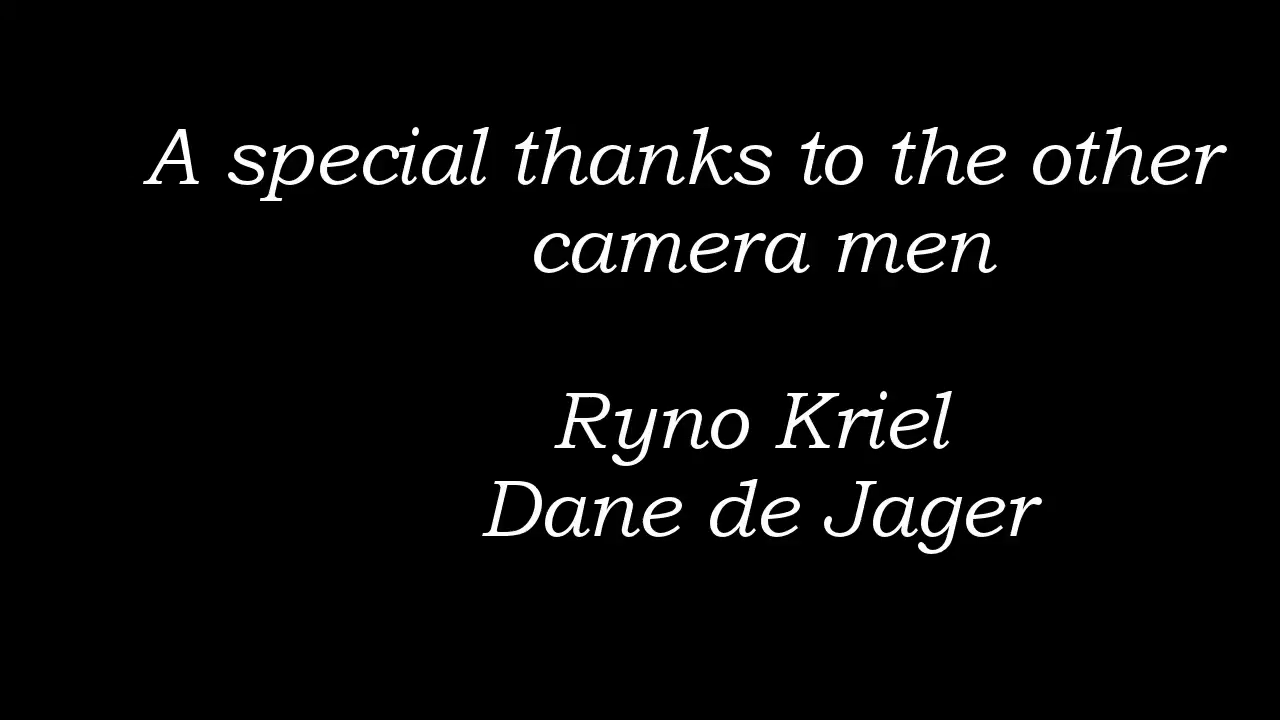 A special thanks to the other
camera men
Ryno Kriel
Dane de Jager